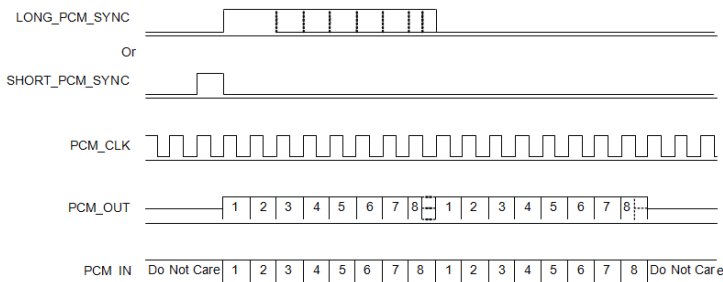 LONG_PCM_SYNC
Or
SHORT_PCM_SYNC
PCM_CLK
PCM_OUT 1 2 3 4 5 6 7 8 1 2 3 4 5 6 7 8
PCM IN Do Not Care 1 2 3 4 5 6 7 8 1 2 3 4 5 6 7 8 Do Not Care